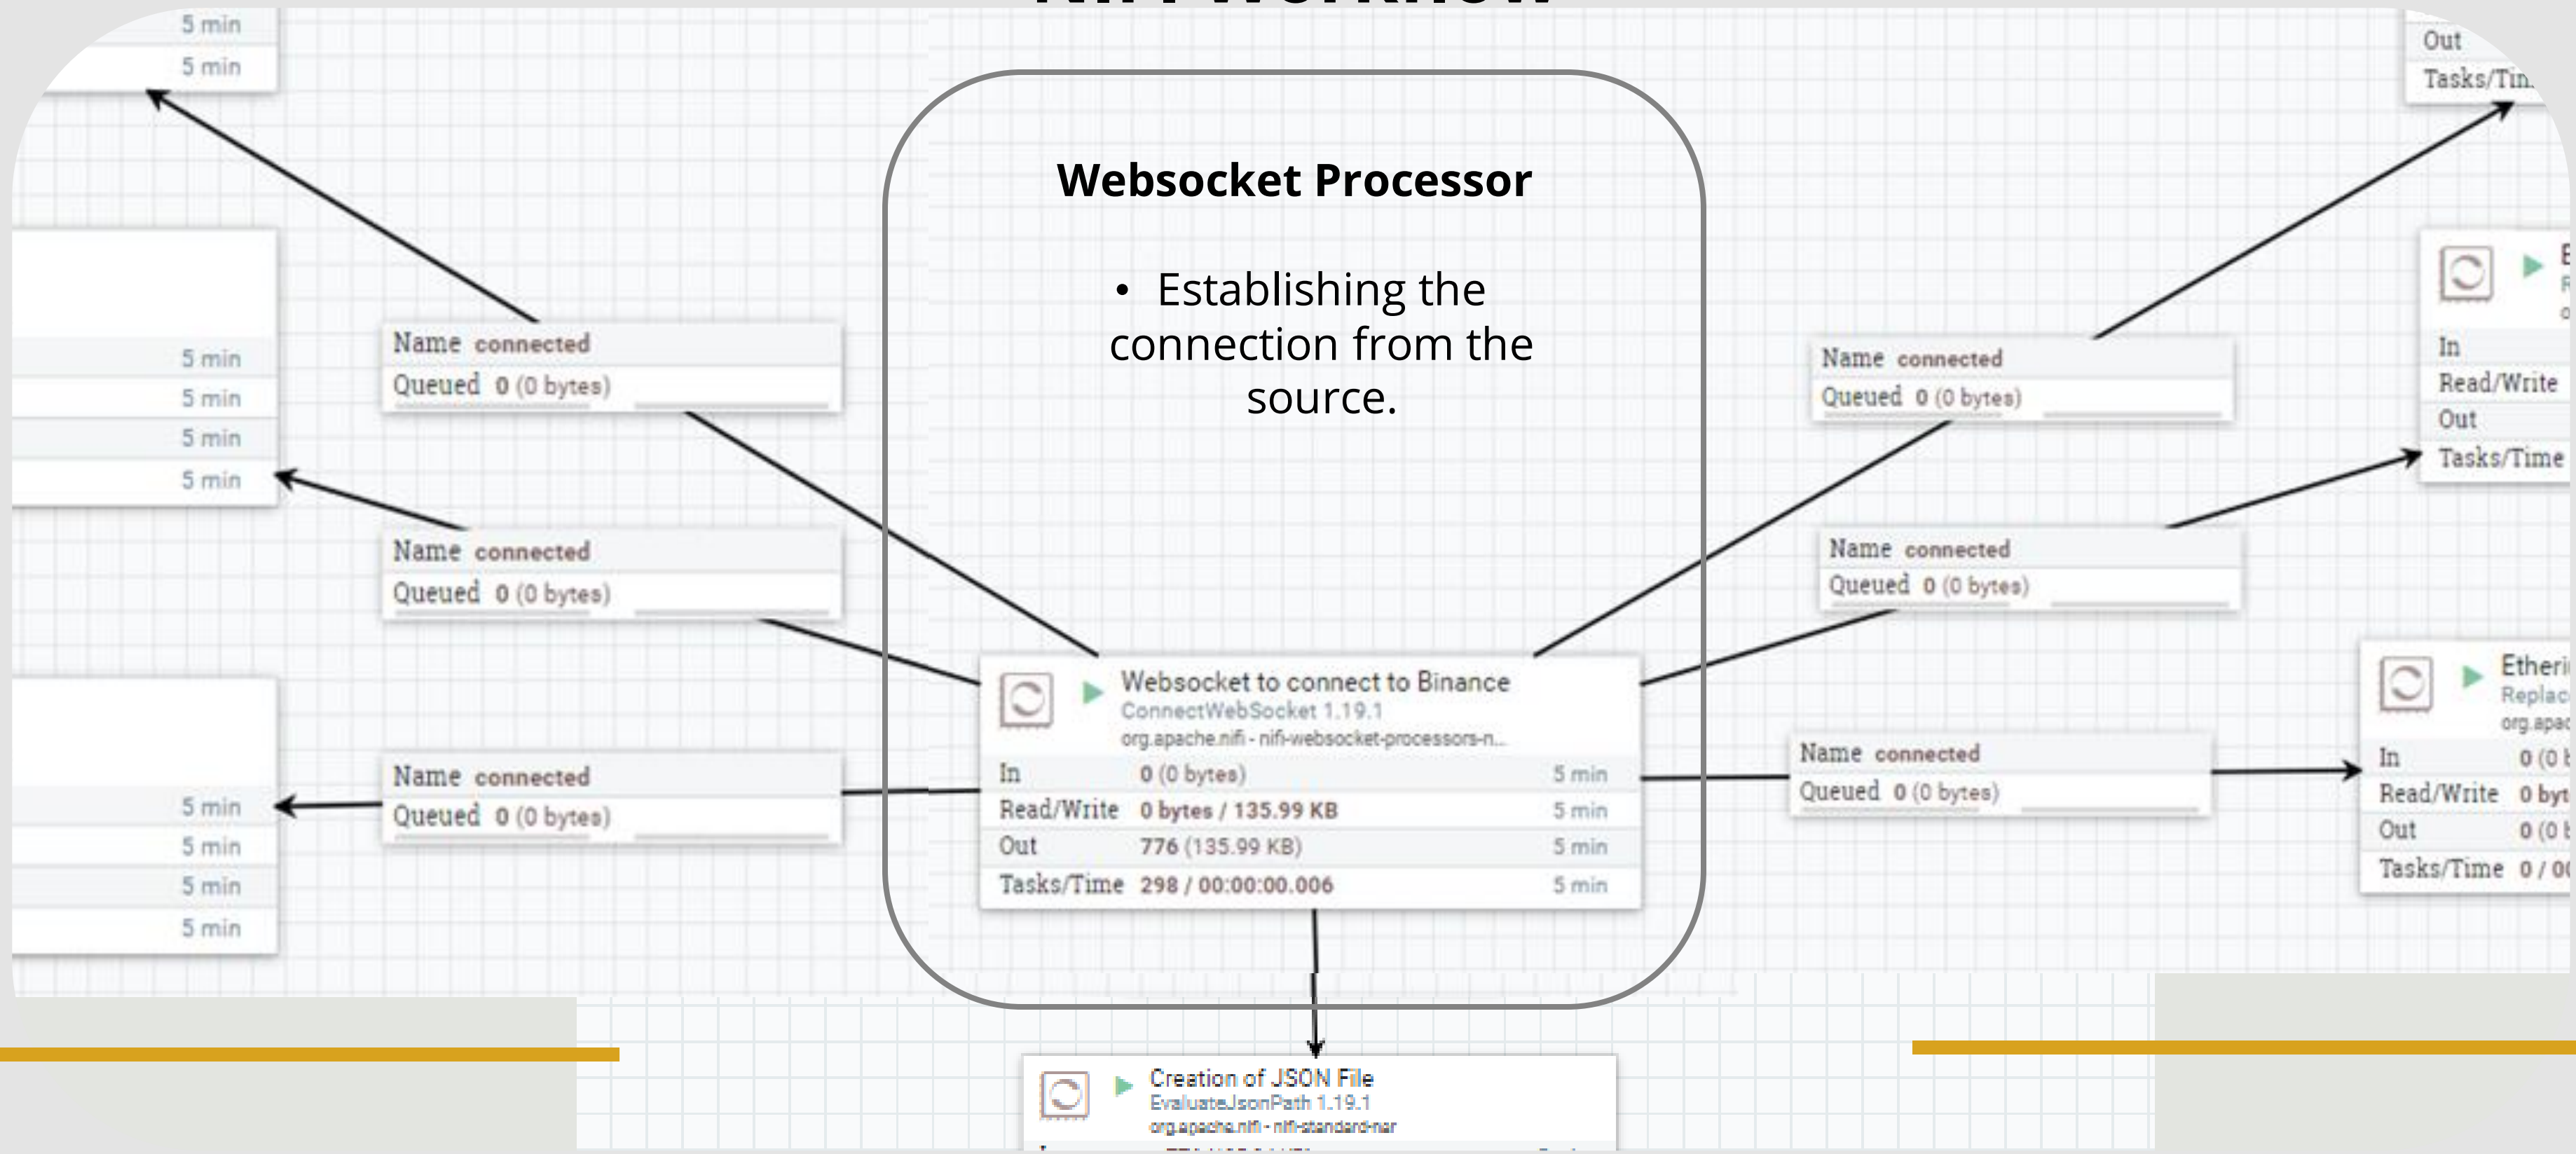 5 min
5 min
Out
Websocket Processor
• Establishing the
connection from the
source.
In
Read/Write
Out
Tasks/Time
5 min
5 min
5 min
5 min
Name connected
Queued 0 (0 bytes)
Name connected
Queued 0 (0 bytes)
Name connected
Queued 0 (0 bytes)
Name connected
Queued 0 (0 bytes)
Websocket to connect to Binance
ConnectWebSocket 1.19.1
org.apache.nifi - nifi-websocket-processors-n...
In 0 (0 bytes) 5 min
Read/Write 0 bytes / 135.99 KB 5 min
Out 776 (135.99 KB) 5 min
Tasks/Time 298 / 00:00:00.006 5 min
Name connected
Queued 0 (0 bytes)
Name connected
Queued 0 (0 bytes)
5 min
5 min
5 min
5 min
In
Read/Write
Out
Tasks/Time
Creation of JSON File
EvaluateJsonPath 1.19.1
org.apache.nifi - nifi-standard-nar